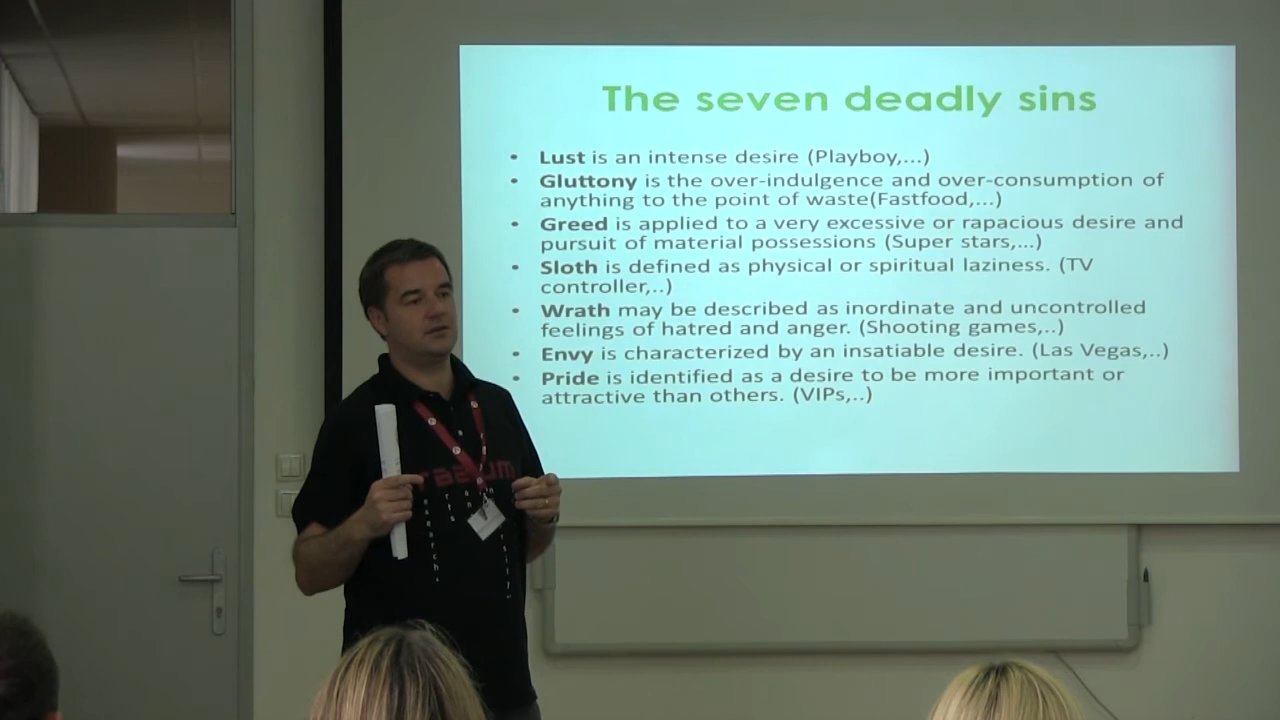 The seven deadly sins
• Lust is an intense desire (Playboy,...)
• Gluttony is the over-indulgence and over-consumption of
anything to the point of waste(Fastfood,...)
• Greed is applied to a very excessive or rapacious desire and
pursuit of material possessions (Super stars,...)
• Sloth is defined as physical or spiritual laziness. (TV
controller,..)
• Wrath may be described as inordinate and uncontrolled
feelings of hatred and anger. (Shooting games,..)
• Envy is characterized by an insatiable desire. (Las Vegas,..)
• Pride is identified as a desire to be more important or
attractive than others. (VIPs,..)